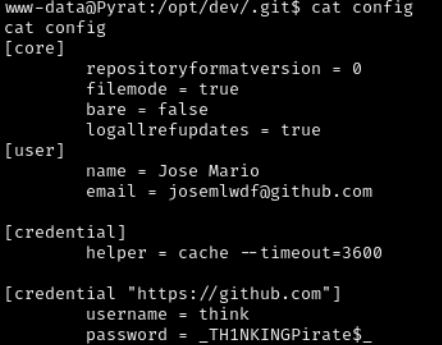 www-data@Pyrat:/opt/dev/.git$ cat config
cat config
[core]
        repositoryformatversion = 0
        filemode = true
        bare = false
        logallrefupdates = true
[user]
        name = Jose Mario
        email = josemlwdf@github.com

[credential]
        helper = cache --timeout=3600

[credential "https://github.com"]
        username = think
        password = _TH1NKINGPirate$_